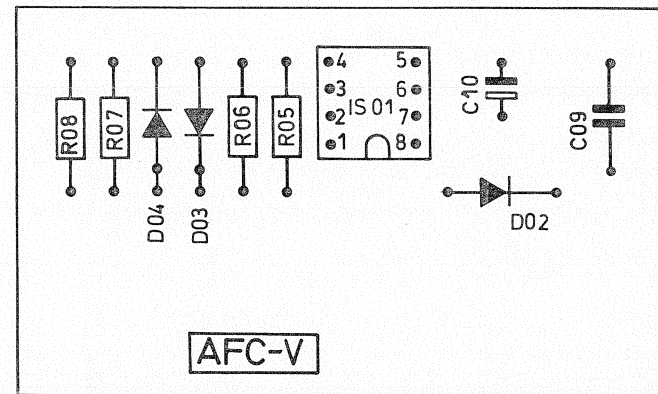 R08
R07
D04
D03
R06
R05
4 5
3 6
IS 01
2 7
1 8
C10
C09
D02
AFC-V